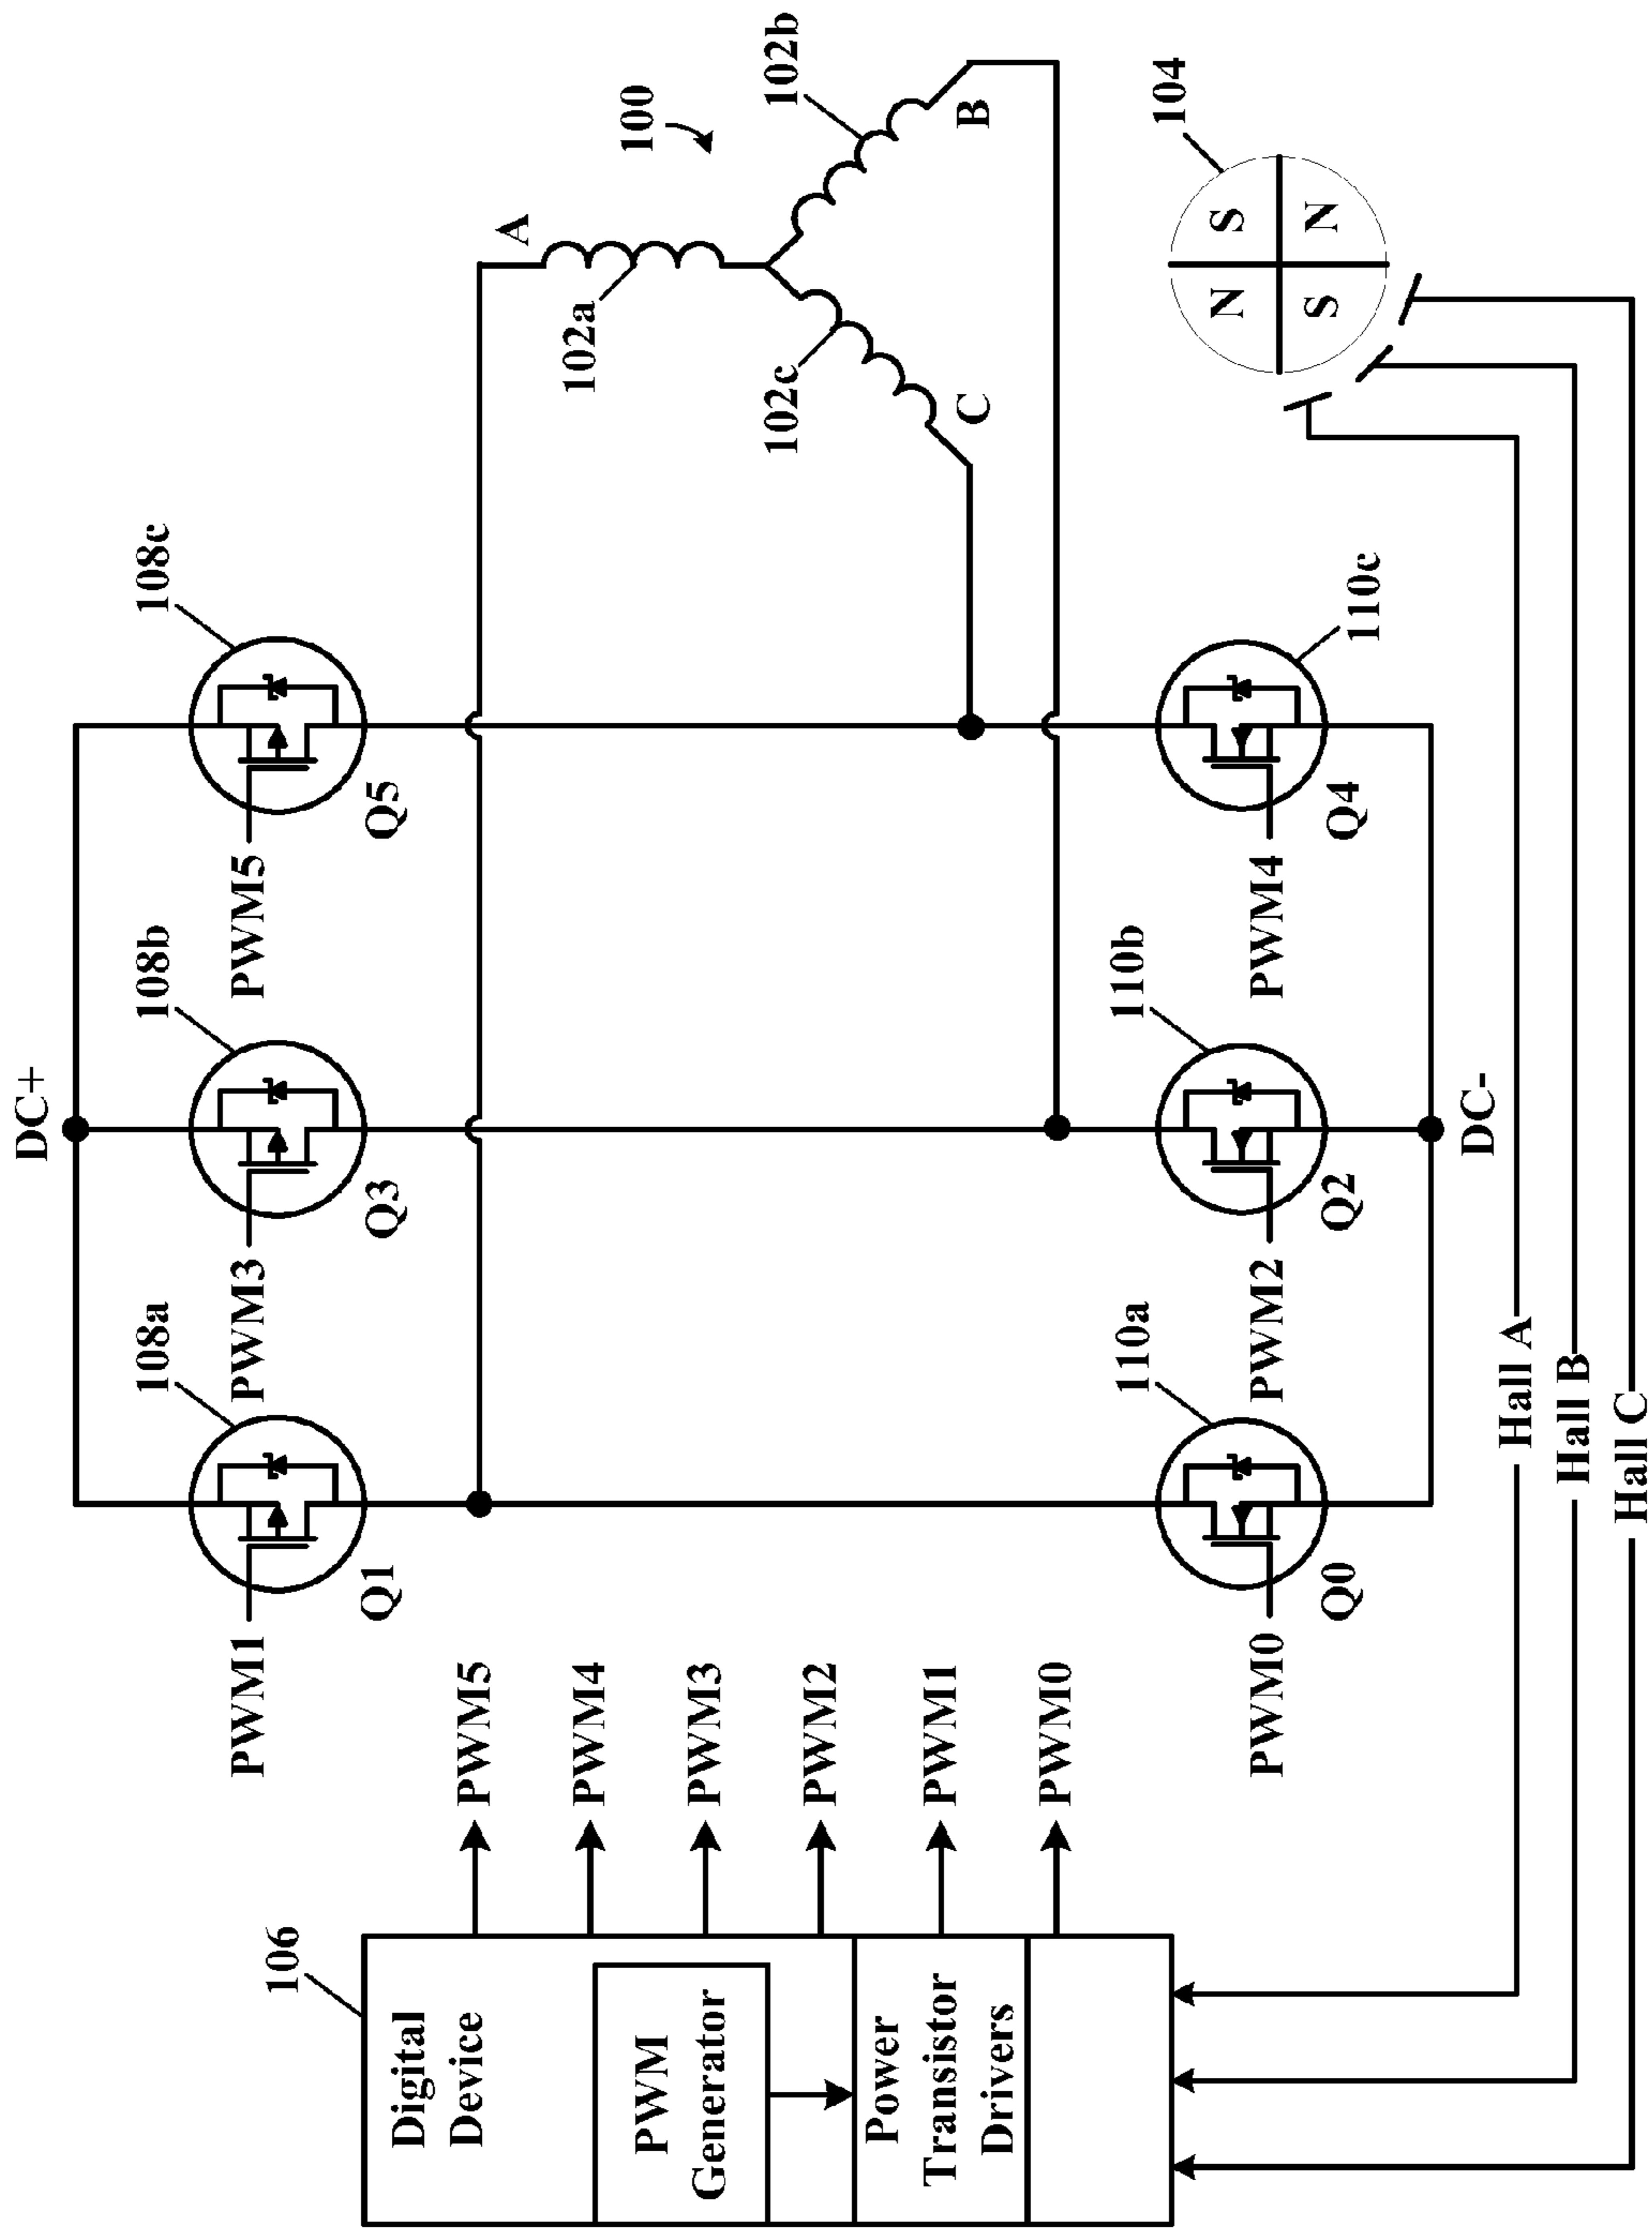 DC+
108a
108b
108c
PWM1
PWM3
PWM5
Q1
Q3
Q5
106
Digital
Device
PWM
Generator
Power
Transistor
Drivers
PWM5
PWM4
PWM3
PWM2
PWM1
PWM0
A
100
102a
102b
102c
B
C
110a
110b
110c
PWM0
PWM2
PWM4
Q0
Q2
Q4
DC-
104
N
S
S
N
Hall A
Hall B
Hall C